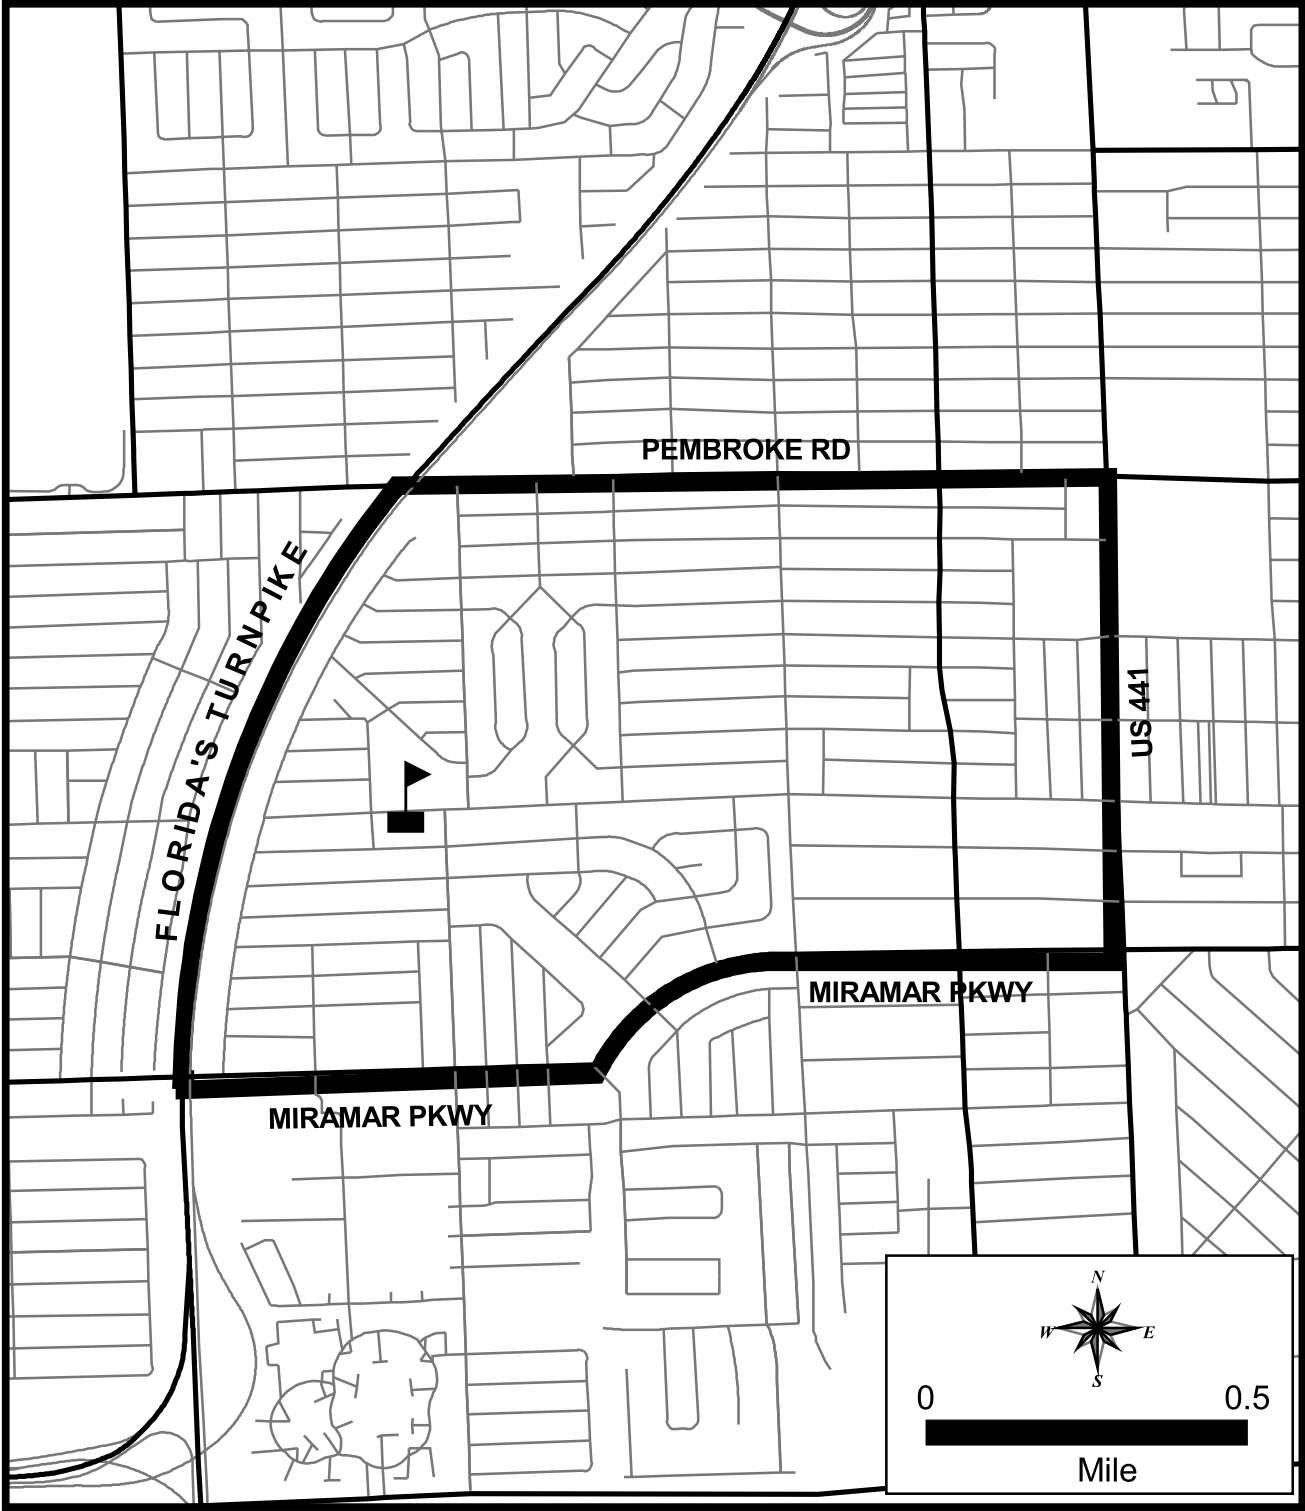 PEMBROKE RD
FLORIDA'S TURNPIKE
US 441
MIRAMAR PKWY
MIRAMAR PKWY
N
W
E
S
0
0.5
Mile